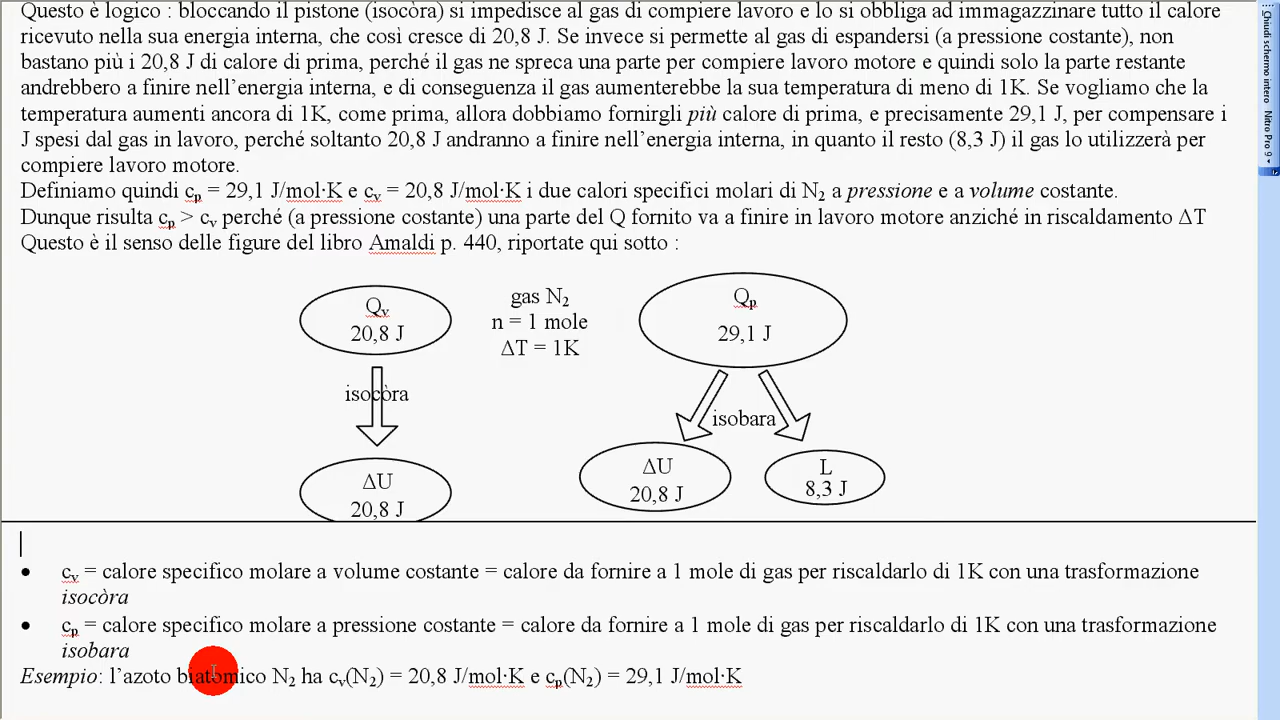 Questo è logico : bloccando il pistone (isocòra) si impedisce al gas di compiere lavoro e lo si obbliga ad immagazzinare tutto il calore
ricevuto nella sua energia interna, che così cresce di 20,8 J. Se invece si permette al gas di espandersi (a pressione costante), non
bastano più i 20,8 J di calore di prima, perché il gas ne spreca una parte per compiere lavoro motore e quindi solo la parte restante
andrebbero a finire nell'energia interna, e di conseguenza il gas aumenterebbe la sua temperatura di meno di 1K. Se vogliamo che la
temperatura aumenti ancora di 1K, come prima, allora dobbiamo fornirgli più calore di prima, e precisamente 29,1 J, per compensare i
J spesi dal gas in lavoro, perché soltanto 20,8 J andranno a finire nell'energia interna, in quanto il resto (8,3 J) il gas lo utilizzerà per
compiere lavoro motore.
Definiamo quindi cp = 29,1 J/mol·K e cv = 20,8 J/mol·K i due calori specifici molari di N2 a pressione e a volume costante.
Dunque risulta cp > cv perché (a pressione costante) una parte del Q fornito va a finire in lavoro motore anziché in riscaldamento ΔT
Questo è il senso delle figure del libro Amaldi p. 440, riportate qui sotto :
Qv
20,8 J
isocòra
ΔU
20,8 J
gas N2
n = 1 mole
ΔT = 1K
Qp
29,1 J
isobara
ΔU
20,8 J
L
8,3 J
• cv = calore specifico molare a volume costante = calore da fornire a 1 mole di gas per riscaldarlo di 1K con una trasformazione
isocòra
• cp = calore specifico molare a pressione costante = calore da fornire a 1 mole di gas per riscaldarlo di 1K con una trasformazione
isobara
Esempio: l'azoto biatomico N2 ha cv(N2) = 20,8 J/mol·K e cp(N2) = 29,1 J/mol·K
Chiudi schermo intero - Nitro Pro 9